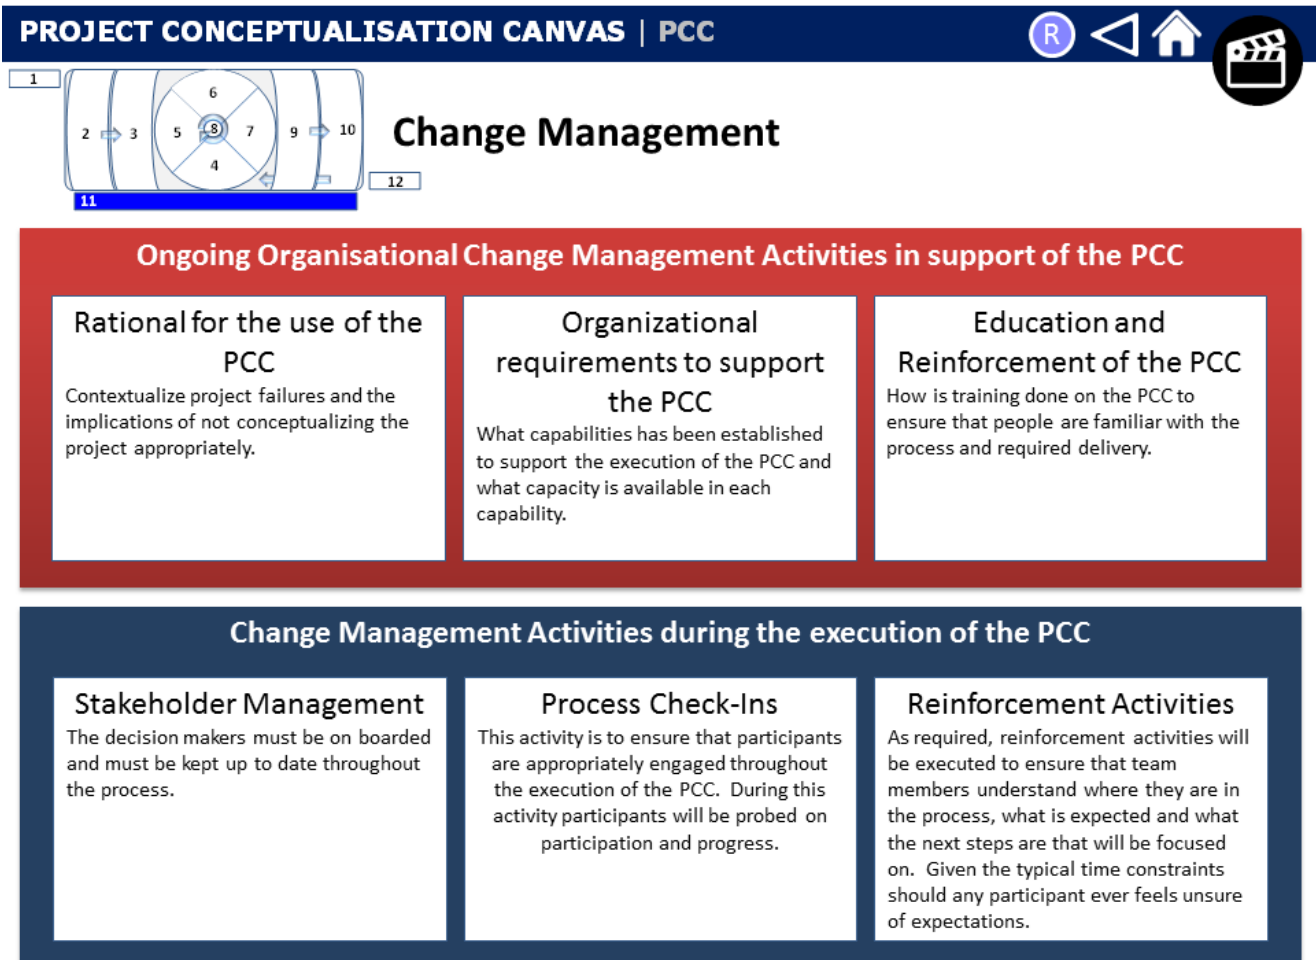 PROJECT CONCEPTUALISATION CANVAS | PCC
R
1
6
2
3
5
8
7
9
10
4
12
11
Change Management
Ongoing Organisational Change Management Activities in support of the PCC
Rational for the use of the
PCC
Contextualize project failures and the
implications of not conceptualizing the
project appropriately.
Organizational
requirements to support
the PCC
What capabilities has been established
to support the execution of the PCC and
what capacity is available in each
capability.
Education and
Reinforcement of the PCC
How is training done on the PCC to
ensure that people are familiar with the
process and required delivery.
Change Management Activities during the execution of the PCC
Stakeholder Management
The decision makers must be on boarded
and must be kept up to date throughout
the process.
Process Check-Ins
This activity is to ensure that participants
are appropriately engaged throughout
the execution of the PCC. During this
activity participants will be probed on
participation and progress.
Reinforcement Activities
As required, reinforcement activities will
be executed to ensure that team
members understand where they are in
the process, what is expected and what
the next steps are that will be focused
on. Given the typical time constraints
should any participant ever feels unsure
of expectations.